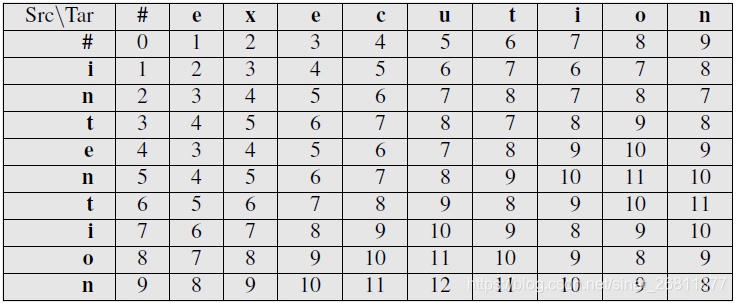 Src\Tar # e x e c u t i o n
# 0 1 2 3 4 5 6 7 8 9
i 1 2 3 4 5 6 7 6 7 8
n 2 3 4 5 6 7 8 7 8 7
t 3 4 5 6 7 8 7 8 9 8
e 4 3 4 5 6 7 8 9 10 9
n 5 4 5 6 7 8 9 10 11 10
t 6 5 6 7 8 9 8 9 10 11
i 7 6 7 8 9 10 9 8 9 10
o 8 7 8 9 10 11 10 9 8 9
n 9 8 9 10 11 12 11 10 9 8